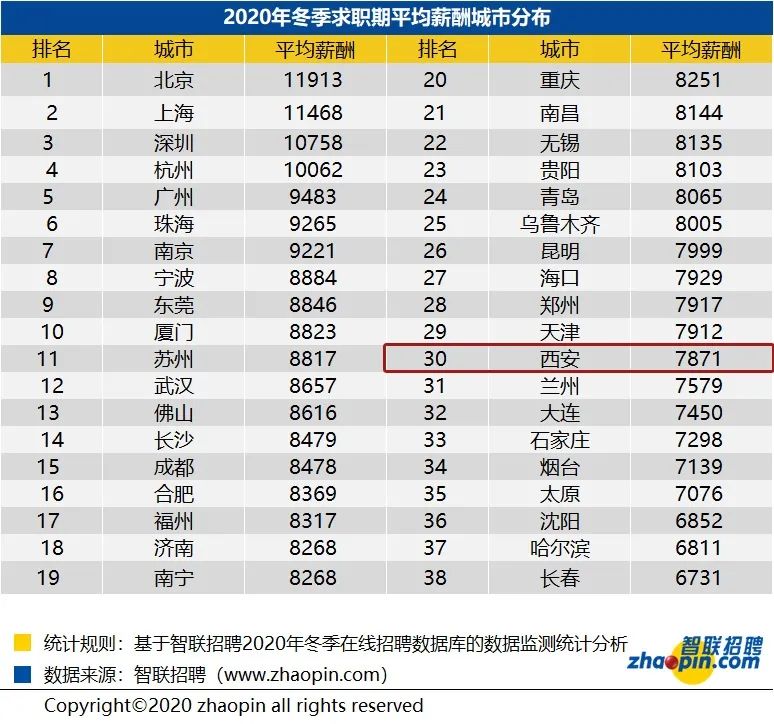 2020年冬季求职期平均薪酬城市分布
排名 城市 平均薪酬 排名 城市 平均薪酬
1 北京 11913 20 重庆 8251
2 上海 11468 21 南昌 8144
3 深圳 10758 22 无锡 8135
4 杭州 10062 23 贵阳 8103
5 广州 9483 24 青岛 8065
6 珠海 9265 25 乌鲁木齐 8005
7 南京 9221 26 昆明 7999
8 宁波 8884 27 海口 7929
9 东莞 8846 28 郑州 7917
10 厦门 8823 29 天津 7912
11 苏州 8817 30 西安 7871
12 武汉 8657 31 兰州 7579
13 佛山 8616 32 大连 7450
14 长沙 8479 33 石家庄 7298
15 成都 8478 34 烟台 7139
16 合肥 8369 35 太原 7076
17 福州 8317 36 沈阳 6852
18 济南 8268 37 哈尔滨 6811
19 南宁 8268 38 长春 6731
统计规则：基于智联招聘2020年冬季在线招聘数据库的数据监测统计分析
数据来源：智联招聘（www.zhaopin.com）
智联招聘
zhaopin.com
Copyright©2020 zhaopin all rights reserved